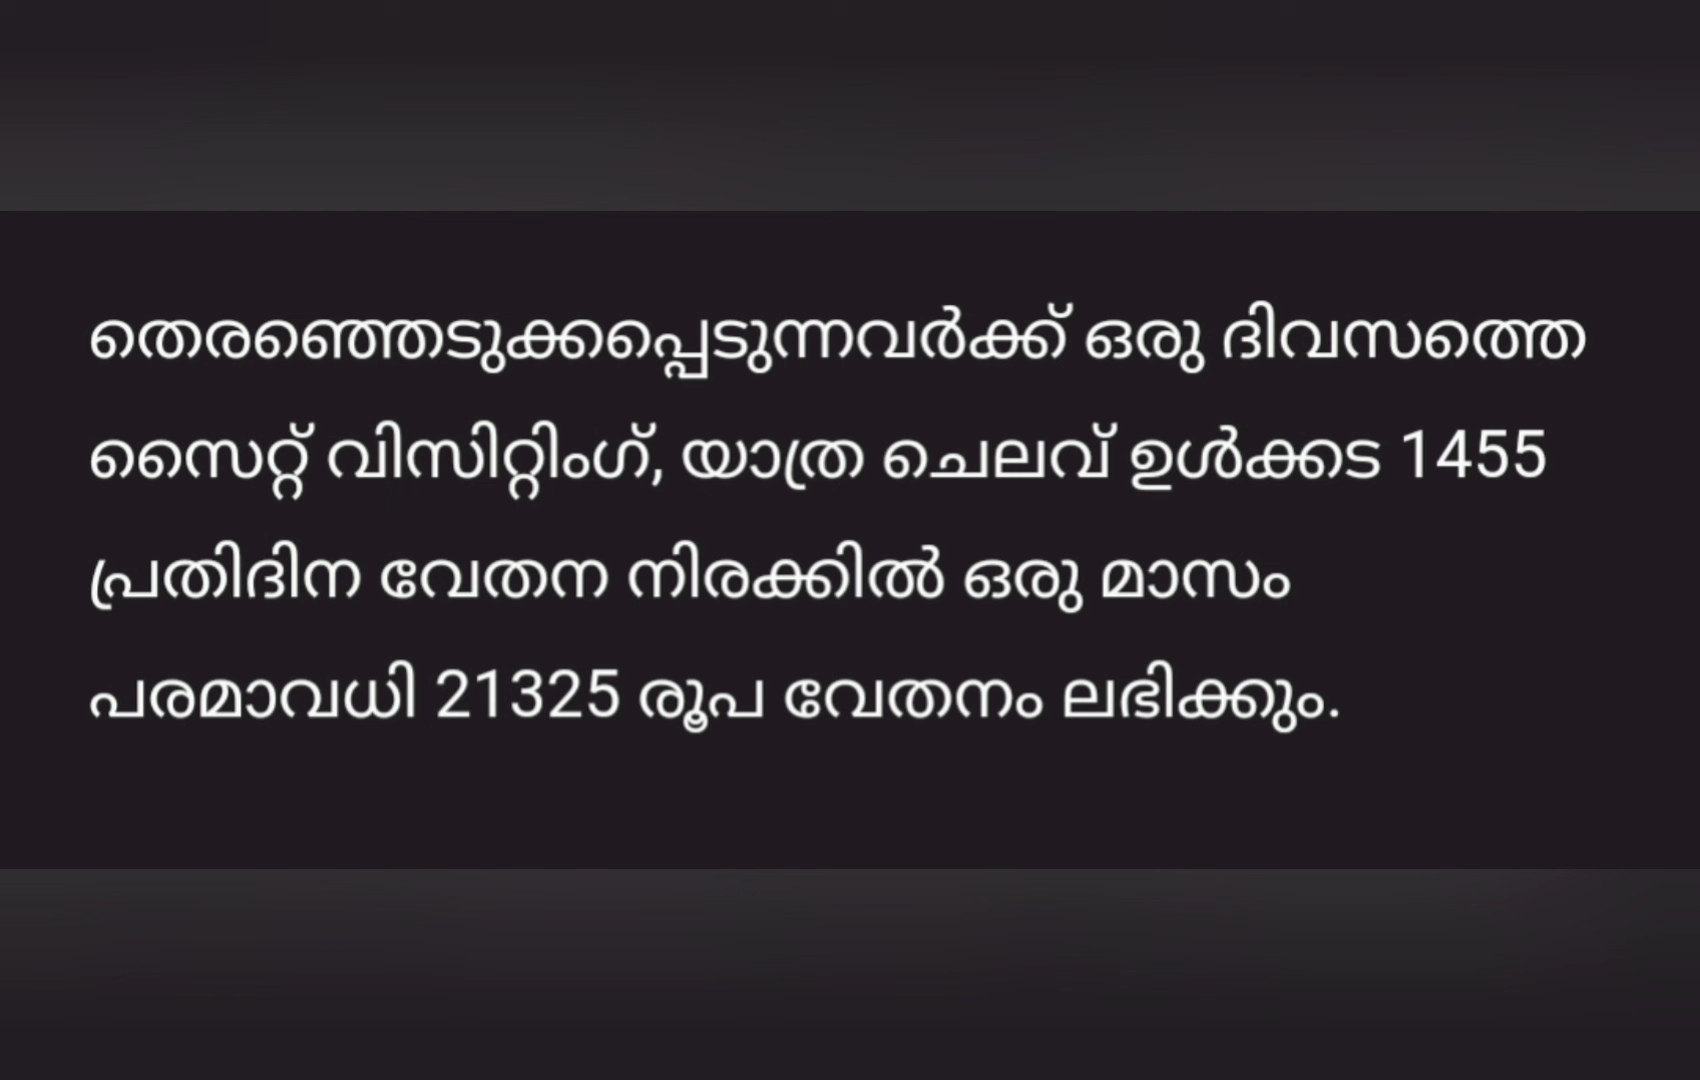 തെരഞ്ഞെടുക്കപ്പെടുന്നവർക്ക് ഒരു ദിവസത്തെ
സൈറ്റ് വിസിറ്റിംഗ്, യാത്ര ചെലവ് ഉൾക്കട 1455
പ്രതിദിന വേതന നിരക്കിൽ ഒരു മാസം
പരമാവധി 21325 രൂപ വേതനം ലഭിക്കും.